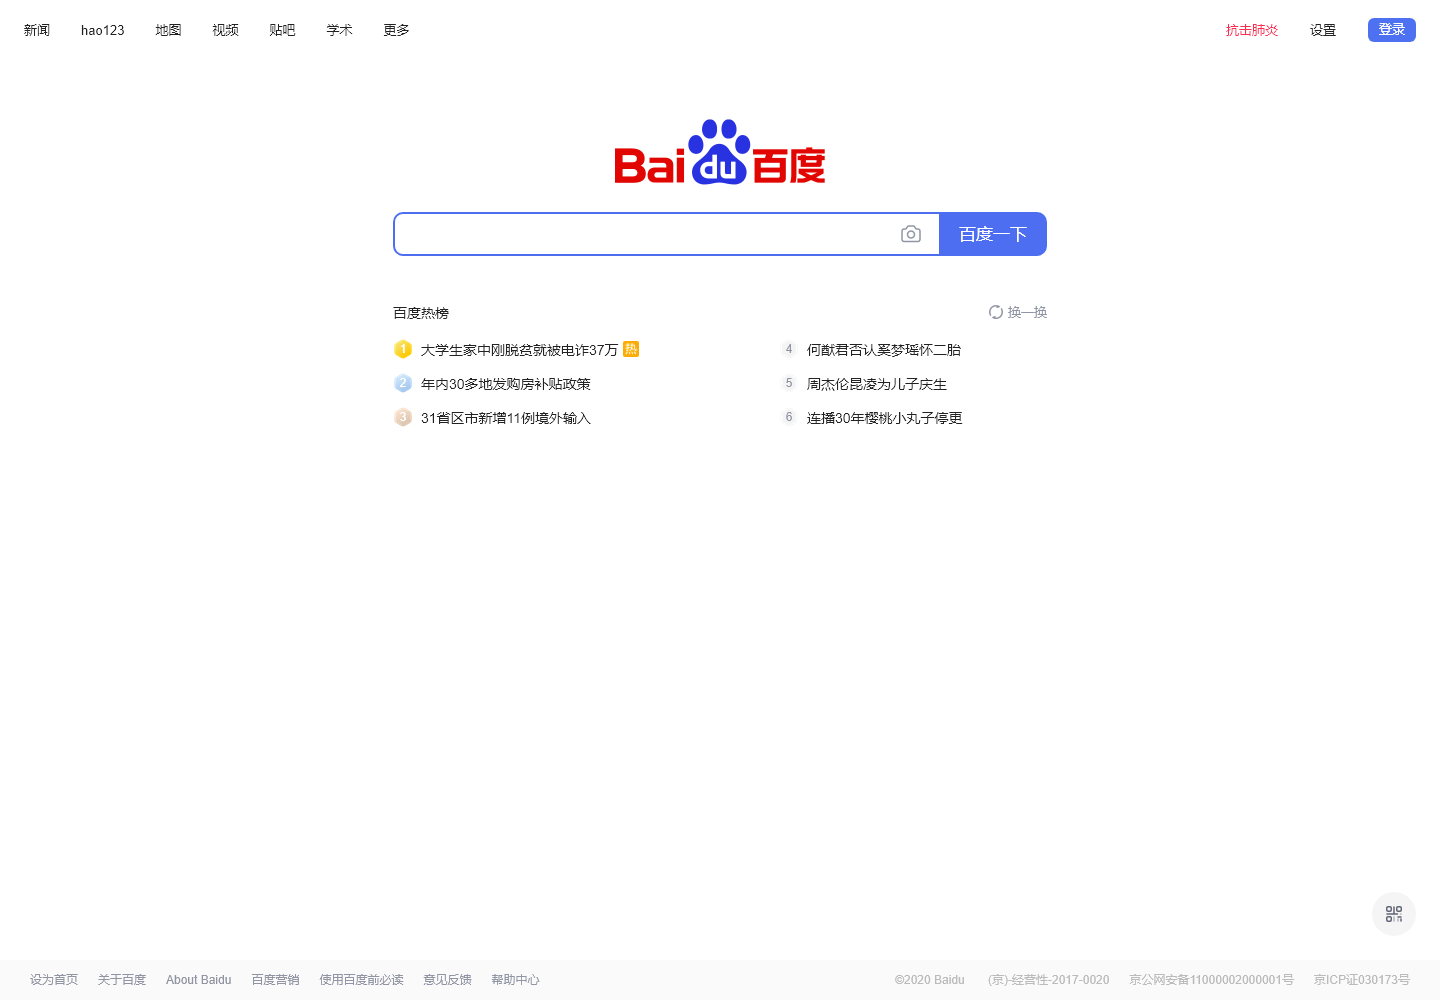 新闻 hao123 地图 视频 贴吧 学术 更多 抗击肺炎 设置 登录
Bai du 百度
百度一下
百度热榜 换一换
1 大学生家中刚脱贫就被电诈37万 热 4 何猷君否认奚梦瑶怀二胎
2 年内30多地发购房补贴政策 5 周杰伦昆凌为儿子庆生
3 31省区市新增11例境外输入 6 连播30年樱桃小丸子停更
设为首页 关于百度 About Baidu 百度营销 使用百度前必读 意见反馈 帮助中心 ©2020 Baidu (京)-经营性-2017-0020 京公网安备11000002000001号 京ICP证030173号